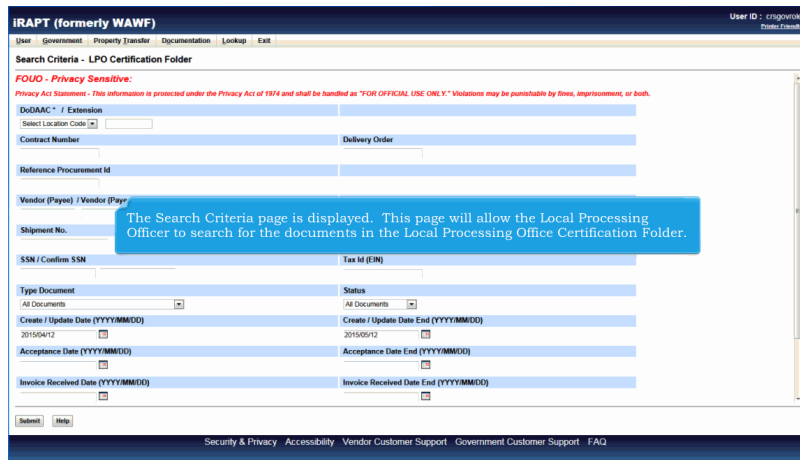 iRAPT (formerly WAWF)
User ID : crsgovrok
Printer Friendl
User Government Property Transfer Documentation Lookup Exit
Search Criteria - LPO Certification Folder
FOUO - Privacy Sensitive:
Privacy Act Statement - This information is protected under the Privacy Act of 1974 and shall be handled as "FOR OFFICIAL USE ONLY." Violations may be punishable by fines, imprisonment, or both.
DoDAAC * / Extension
Select Location Code
Contract Number Delivery Order
Reference Procurement Id
Vendor (Payee) / Vendor (Paye
The Search Criteria page is displayed. This page will allow the Local Processing
Officer to search for the documents in the Local Processing Office Certification Folder.
Shipment No.
SSN / Confirm SSN Tax Id (EIN)
Type Document Status
All Documents All Documents
Create / Update Date (YYYY/MM/DD) Create / Update Date End (YYYY/MM/DD)
2015/04/12 2015/05/12
Acceptance Date (YYYY/MM/DD) Acceptance Date End (YYYY/MM/DD)
Invoice Received Date (YYYY/MM/DD) Invoice Received Date End (YYYY/MM/DD)
Submit Help
Security & Privacy Accessibility Vendor Customer Support Government Customer Support FAQ